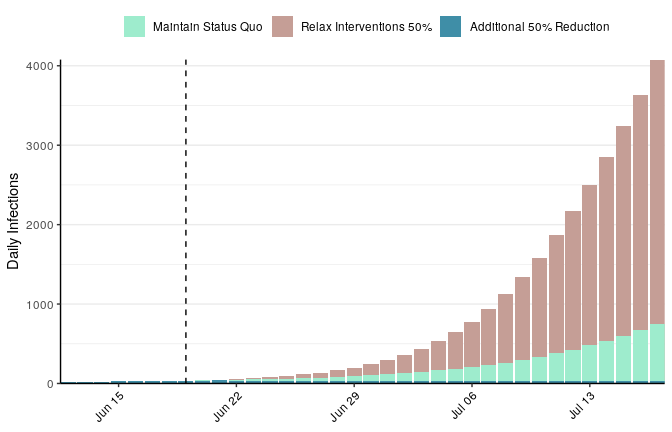 Maintain Status Quo Relax Interventions 50% Additional 50% Reduction
Daily Infections
4000
3000
2000
1000
0
Jun 15 Jun 22 Jun 29 Jul 06 Jul 13